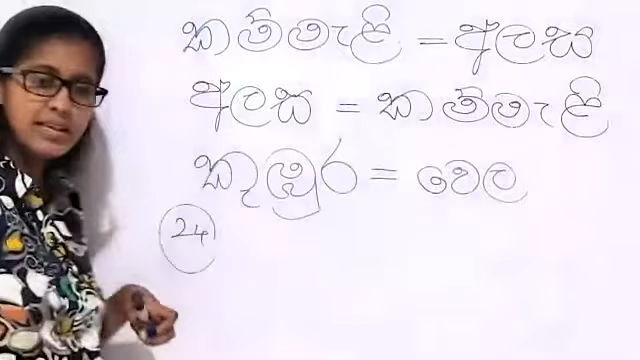 කම්මැලි = අලස
අලස = කම්මැලි
කුඹුර = වෙල
24